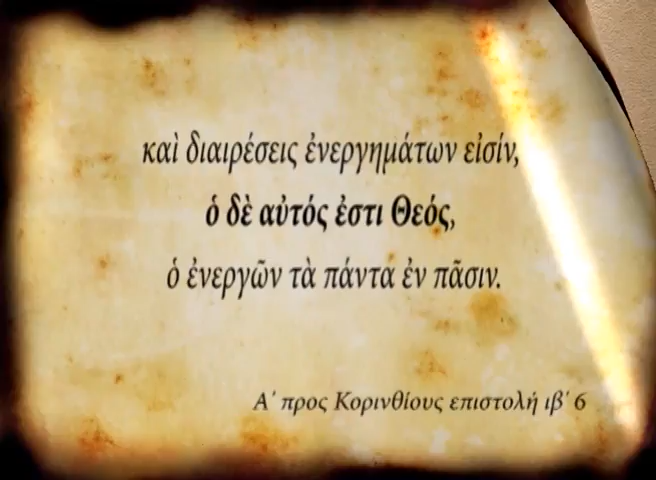 καὶ διαιρέσεις ἐνεργημάτων εἰσίν,
ὁ δὲ αὐτός ἐστι Θεός,
ὁ ἐνεργῶν τὰ πάντα ἐν πᾶσιν.
Α΄ προς Κορινθίους επιστολή ιβ΄ 6